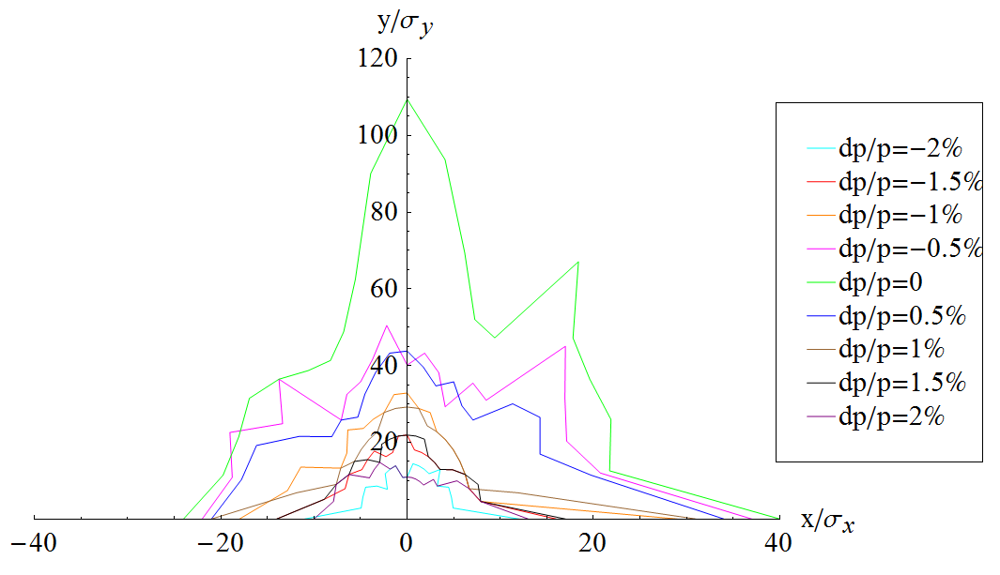 y/σy
120
100
80
60
40
20
−40
−20
0
20
40
x/σx
dp/p=−2%
dp/p=−1.5%
dp/p=−1%
dp/p=−0.5%
dp/p=0
dp/p=0.5%
dp/p=1%
dp/p=1.5%
dp/p=2%